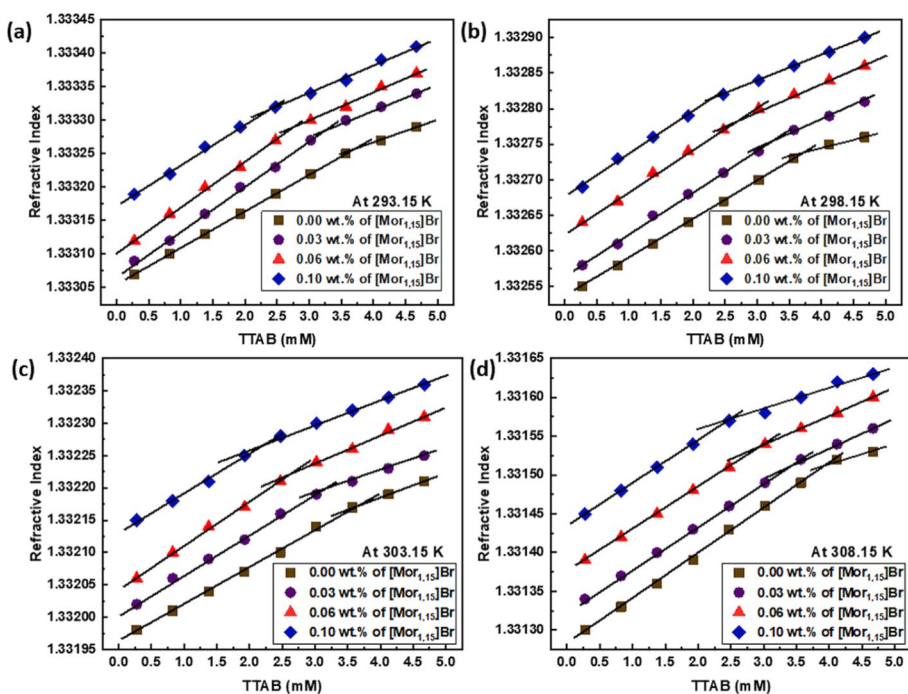 (a)
1.33345
1.33340
1.33335
1.33330
1.33325
1.33320
1.33315
1.33310
1.33305
Refractive Index
At 293.15 K
0.00 wt.% of [Mor1,15]Br
0.03 wt.% of [Mor1,15]Br
0.06 wt.% of [Mor1,15]Br
0.10 wt.% of [Mor1,15]Br
0.0 0.5 1.0 1.5 2.0 2.5 3.0 3.5 4.0 4.5 5.0
TTAB (mM)
(b)
1.33290
1.33285
1.33280
1.33275
1.33270
1.33265
1.33260
1.33255
Refractive Index
At 298.15 K
0.00 wt.% of [Mor1,15]Br
0.03 wt.% of [Mor1,15]Br
0.06 wt.% of [Mor1,15]Br
0.10 wt.% of [Mor1,15]Br
0.0 0.5 1.0 1.5 2.0 2.5 3.0 3.5 4.0 4.5 5.0
TTAB (mM)
(c)
1.33240
1.33235
1.33230
1.33225
1.33220
1.33215
1.33210
1.33205
1.33200
1.33195
Refractive Index
At 303.15 K
0.00 wt.% of [Mor1,15]Br
0.03 wt.% of [Mor1,15]Br
0.06 wt.% of [Mor1,15]Br
0.10 wt.% of [Mor1,15]Br
0.0 0.5 1.0 1.5 2.0 2.5 3.0 3.5 4.0 4.5 5.0
TTAB (mM)
(d)
1.33165
1.33160
1.33155
1.33150
1.33145
1.33140
1.33135
1.33130
Refractive Index
At 308.15 K
0.00 wt.% of [Mor1,15]Br
0.03 wt.% of [Mor1,15]Br
0.06 wt.% of [Mor1,15]Br
0.10 wt.% of [Mor1,15]Br
0.0 0.5 1.0 1.5 2.0 2.5 3.0 3.5 4.0 4.5 5.0
TTAB (mM)